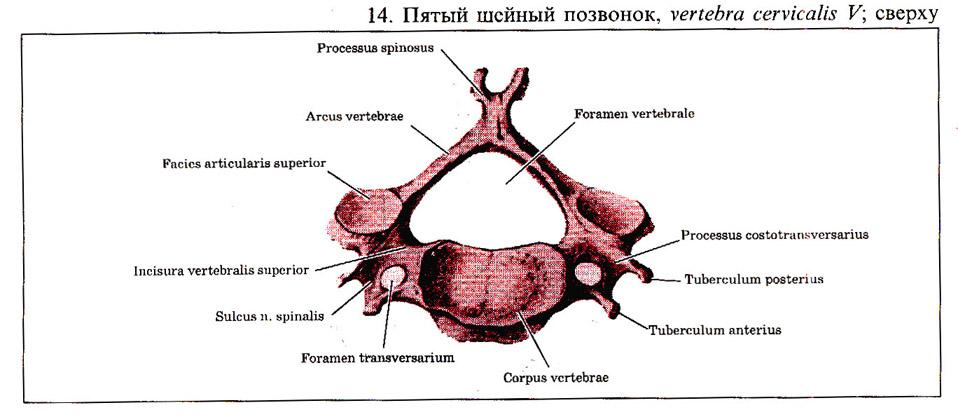 14. Пятый шейный позвонок, vertebra cervicalis V; сверху
Processus spinosus
Arcus vertebrae
Foramen vertebrale
Facies articularis superior
Processus costotransversarius
Incisura vertebralis superior
Tuberculum posterius
Sulcus n. spinalis
Tuberculum anterius
Foramen transversarium
Corpus vertebrae